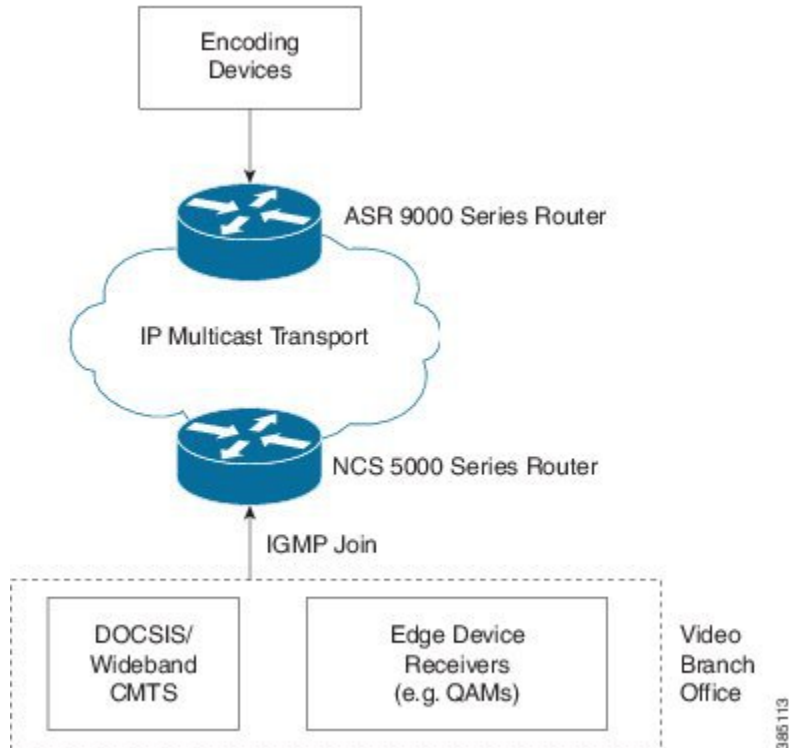 Encoding
Devices
ASR 9000 Series Router
IP Multicast Transport
NCS 5000 Series Router
IGMP Join
DOCSIS/
Wideband
CMTS
Edge Device
Receivers
(e.g. QAMs)
Video
Branch
Office
385113